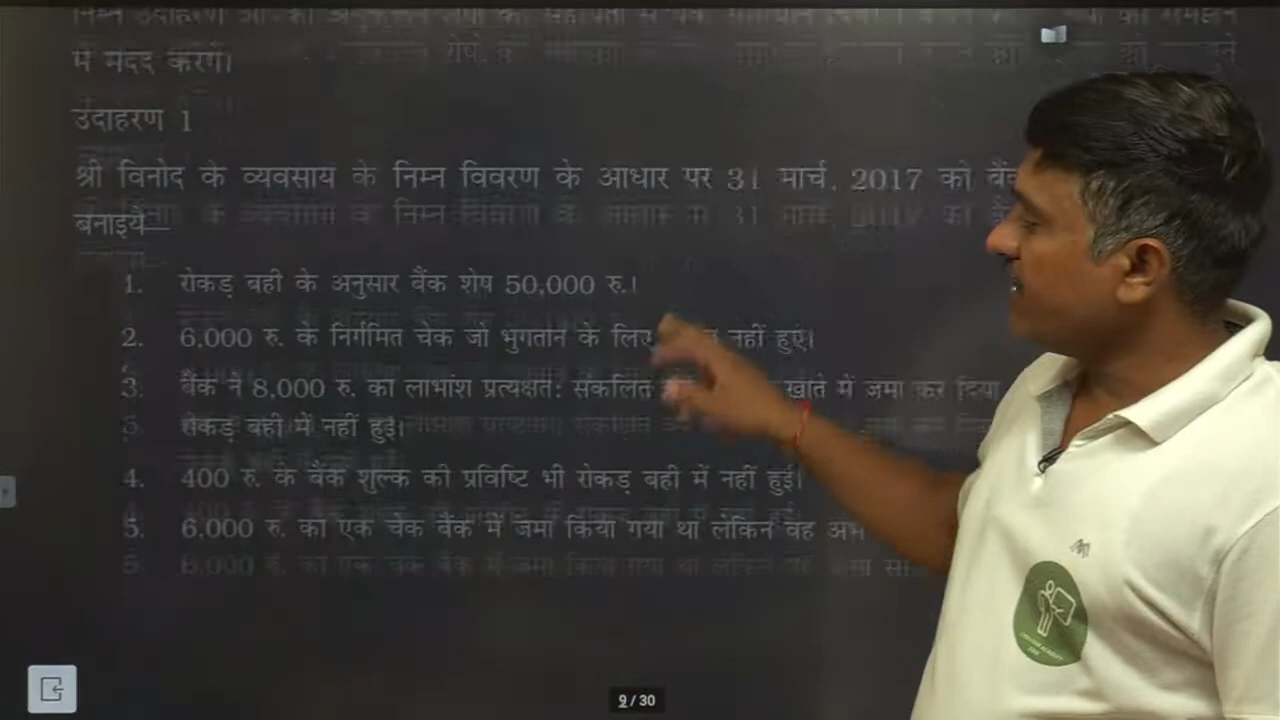 में मदद करेंगे।
उदाहरण 1
श्री विनोद के व्यवसाय के निम्न विवरण के आधार पर 31 मार्च, 2017 को बैंक
बनाइये—
1. रोकड़ बही के अनुसार बैंक शेष 50,000 रु.।
2. 6,000 रु. के निर्गमित चेक जो भुगतान के लिए नहीं हुए।
3. बैंक ने 8,000 रु. का लाभांश प्रत्यक्षत: संकलित खाते में जमा कर दिया
रोकड़ बही में नहीं हुई।
4. 400 रु. के बैंक शुल्क की प्रविष्टि भी रोकड़ बही में नहीं हुई।
5. 6,000 रु. का एक चेक बैंक में जमा किया गया था लेकिन वह
9 / 30